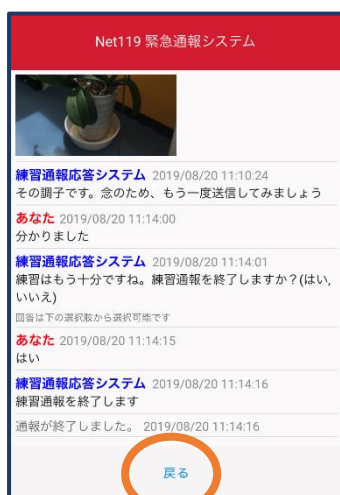 Net119 緊急通報システム
練習通報応答システム 2019/08/20 11:10:24
その調子です。念のため、もう一度送信してみましょう
あなた 2019/08/20 11:14:00
分かりました
練習通報応答システム 2019/08/20 11:14:01
練習はもう十分ですね。練習通報を終了しますか?(はい,
いいえ)
回答は下の選択肢から選択可能です
あなた 2019/08/20 11:14:15
はい
練習通報応答システム 2019/08/20 11:14:16
練習通報を終了します
通報が終了しました。 2019/08/20 11:14:16
戻る